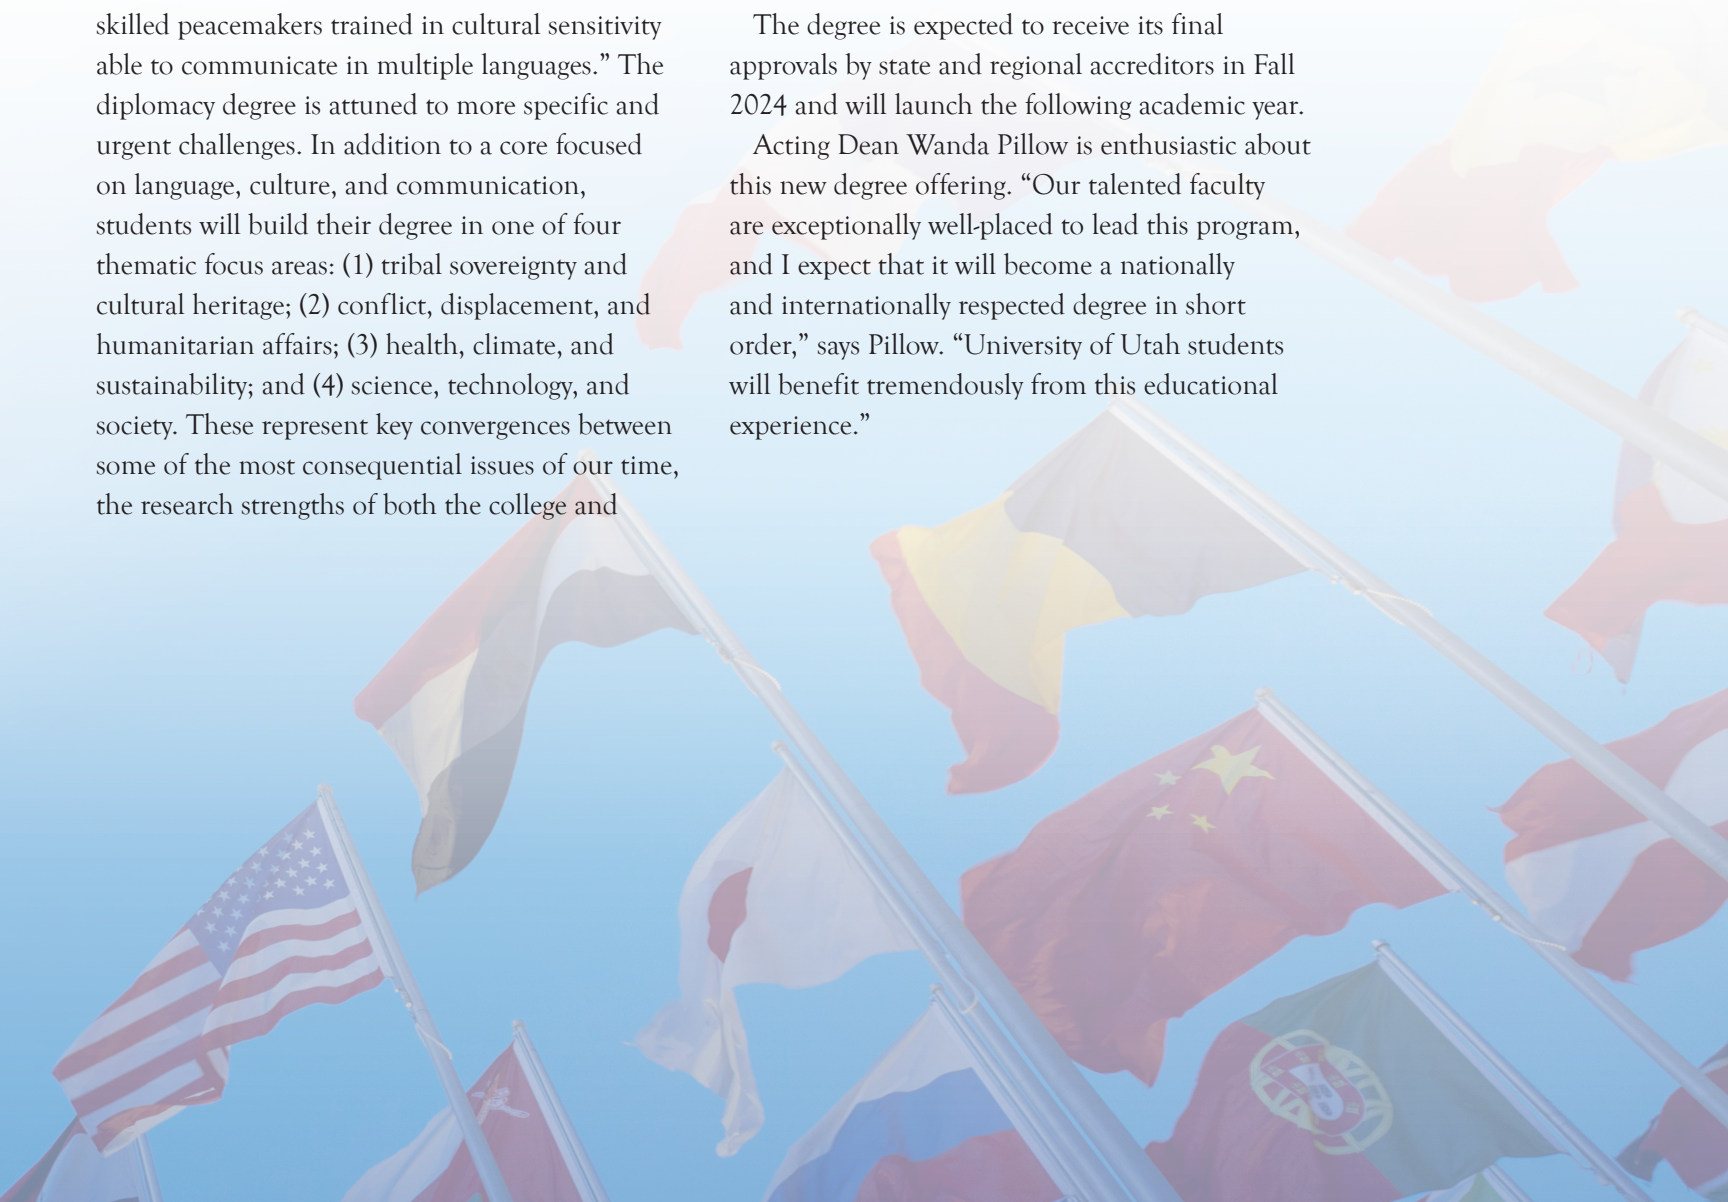 skilled peacemakers trained in cultural sensitivity
able to communicate in multiple languages.” The
diplomacy degree is attuned to more specific and
urgent challenges. In addition to a core focused
on language, culture, and communication,
students will build their degree in one of four
thematic focus areas: (1) tribal sovereignty and
cultural heritage; (2) conflict, displacement, and
humanitarian affairs; (3) health, climate, and
sustainability; and (4) science, technology, and
society. These represent key convergences between
some of the most consequential issues of our time,
the research strengths of both the college and
The degree is expected to receive its final
approvals by state and regional accreditors in Fall
2024 and will launch the following academic year.
Acting Dean Wanda Pillow is enthusiastic about
this new degree offering. “Our talented faculty
are exceptionally well-placed to lead this program,
and I expect that it will become a nationally
and internationally respected degree in short
order,” says Pillow. “University of Utah students
will benefit tremendously from this educational
experience.”